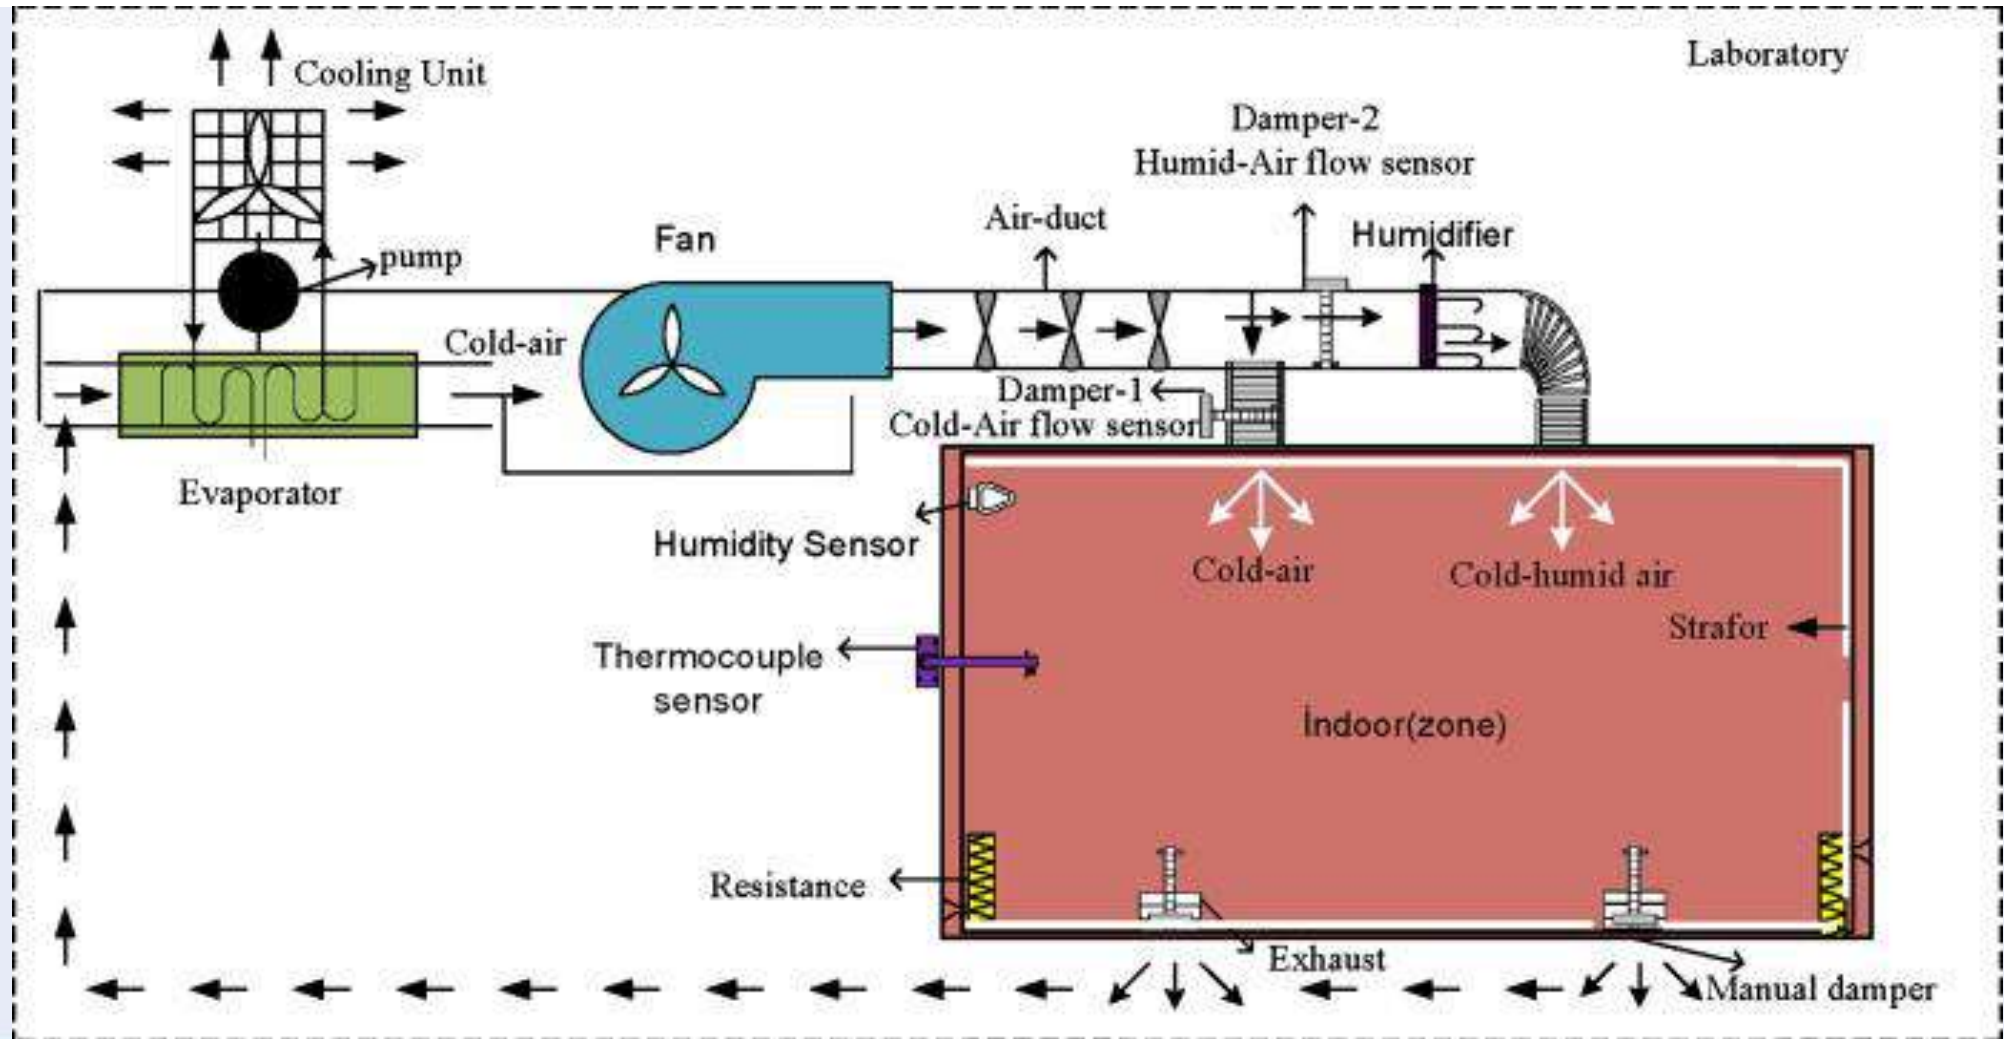 Laboratory
Cooling Unit
Damper-2
Humid-Air flow sensor
Air-duct
Humidifier
Fan
pump
Cold-air
Damper-1
Cold-Air flow sensor
Evaporator
Humidity Sensor
Cold-air
Cold-humid air
Strafor
Thermocouple
sensor
İndoor(zone)
Resistance
Exhaust
Manual damper